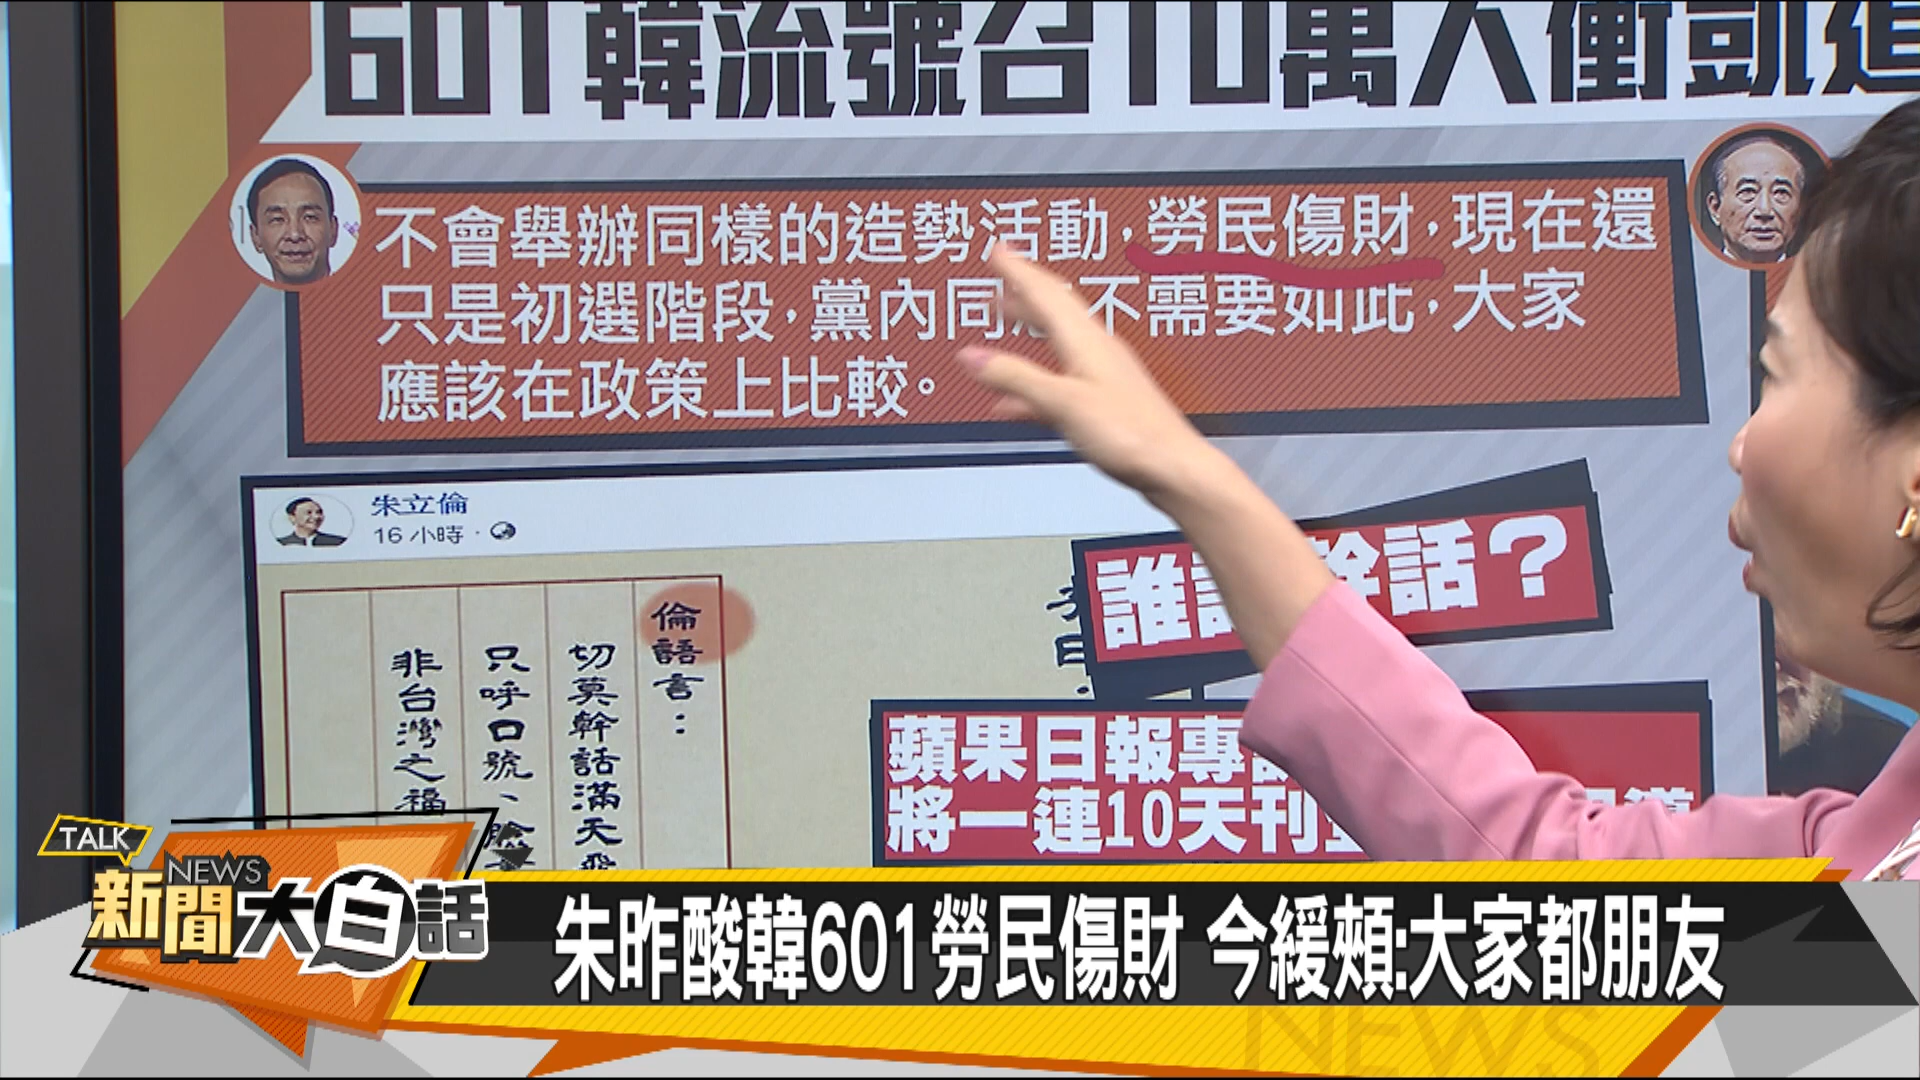 601韓流號召10萬人衝凱道
不會舉辦同樣的造勢活動,勞民傷財,現在還
只是初選階段,黨內同 不需要如此,大家
應該在政策上比較。
朱立倫
16 小時
倫語言:
切莫幹話滿天飛
只呼口號、
非台灣之福
誰 幹話?
蘋果日報專
將一連10天刊
TALK
NEWS
新聞大白話
朱昨酸韓601勞民傷財 今緩頰:大家都朋友
NEWS